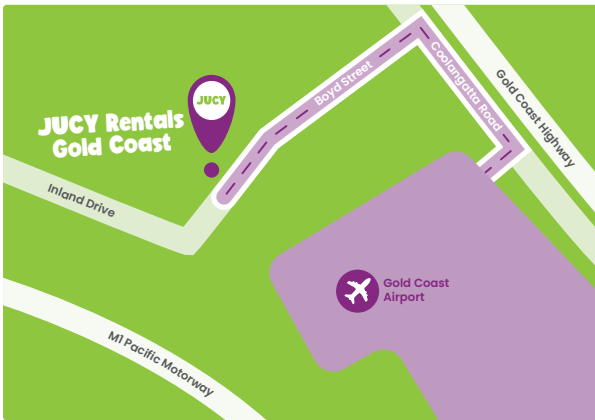 Boyd Street
Coolangatta Road
Gold Coast Highway
JUCY
JUCY Rentals
Gold Coast
Inland Drive
Gold Coast
Airport
M1 Pacific Motorway